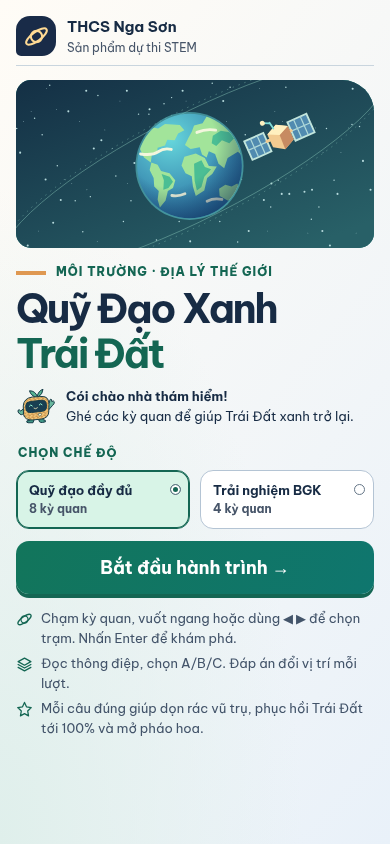 THCS Nga Sơn
Sản phẩm dự thi STEM
MÔI TRƯỜNG · ĐỊA LÝ THẾ GIỚI
Quỹ Đạo Xanh
Trái Đất
Cói chào nhà thám hiểm!
Ghé các kỳ quan để giúp Trái Đất xanh trở lại.
CHỌN CHẾ ĐỘ
Quỹ đạo đầy đủ
8 kỳ quan
Trải nghiệm BGK
4 kỳ quan
Bắt đầu hành trình →
Chạm kỳ quan, vuốt ngang hoặc dùng ◀ ▶ để chọn
trạm. Nhấn Enter để khám phá.
Đọc thông điệp, chọn A/B/C. Đáp án đổi vị trí mỗi
lượt.
Mỗi câu đúng giúp dọn rác vũ trụ, phục hồi Trái Đất
tới 100% và mở pháo hoa.